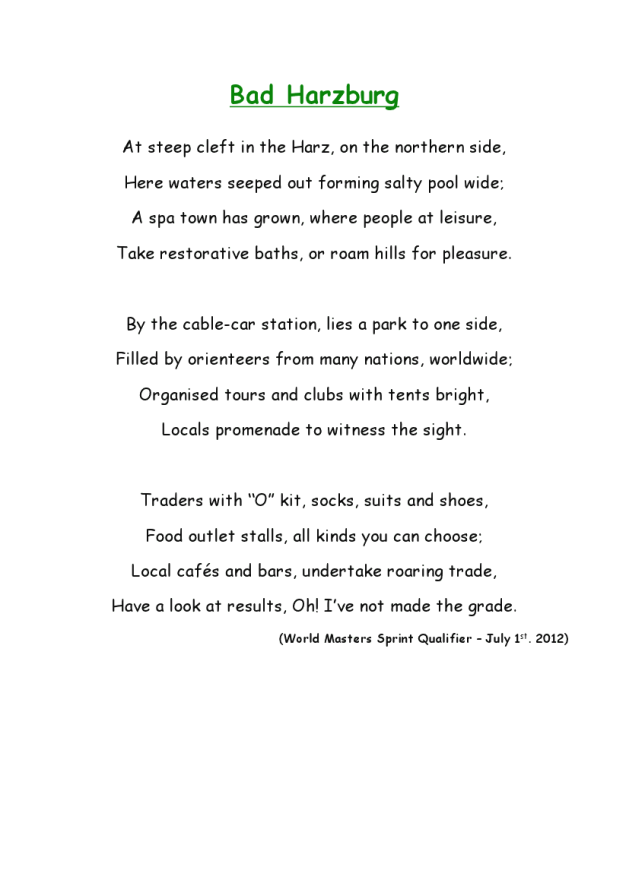 Bad Harzburg
At steep cleft in the Harz, on the northern side,
Here waters seeped out forming salty pool wide;
A spa town has grown, where people at leisure,
Take restorative baths, or roam hills for pleasure.
By the cable-car station, lies a park to one side,
Filled by orienteers from many nations, worldwide;
Organised tours and clubs with tents bright,
Locals promenade to witness the sight.
Traders with “O” kit, socks, suits and shoes,
Food outlet stalls, all kinds you can choose;
Local cafés and bars, undertake roaring trade,
Have a look at results, Oh! I’ve not made the grade.
(World Masters Sprint Qualifier – July 1st. 2012)